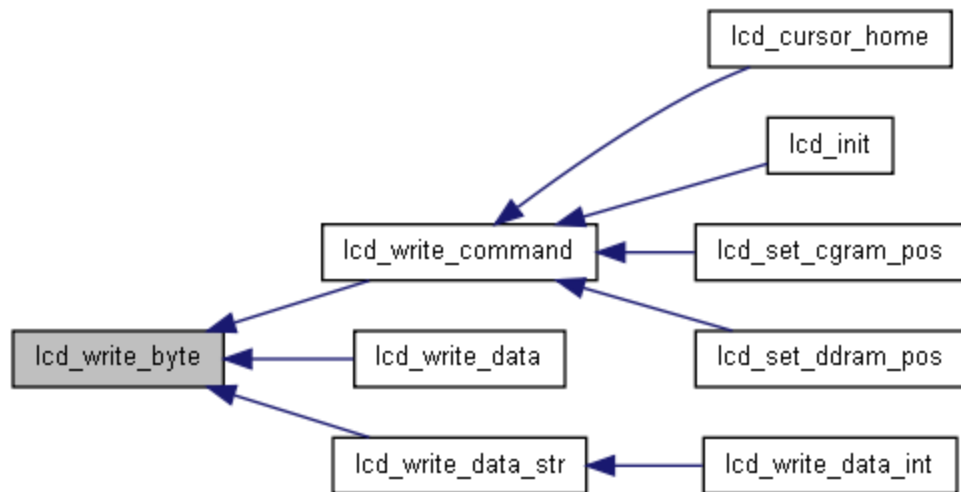 lcd_cursor_home
lcd_init
lcd_write_command
lcd_set_cgram_pos
lcd_write_byte
lcd_write_data
lcd_set_ddram_pos
lcd_write_data_str
lcd_write_data_int